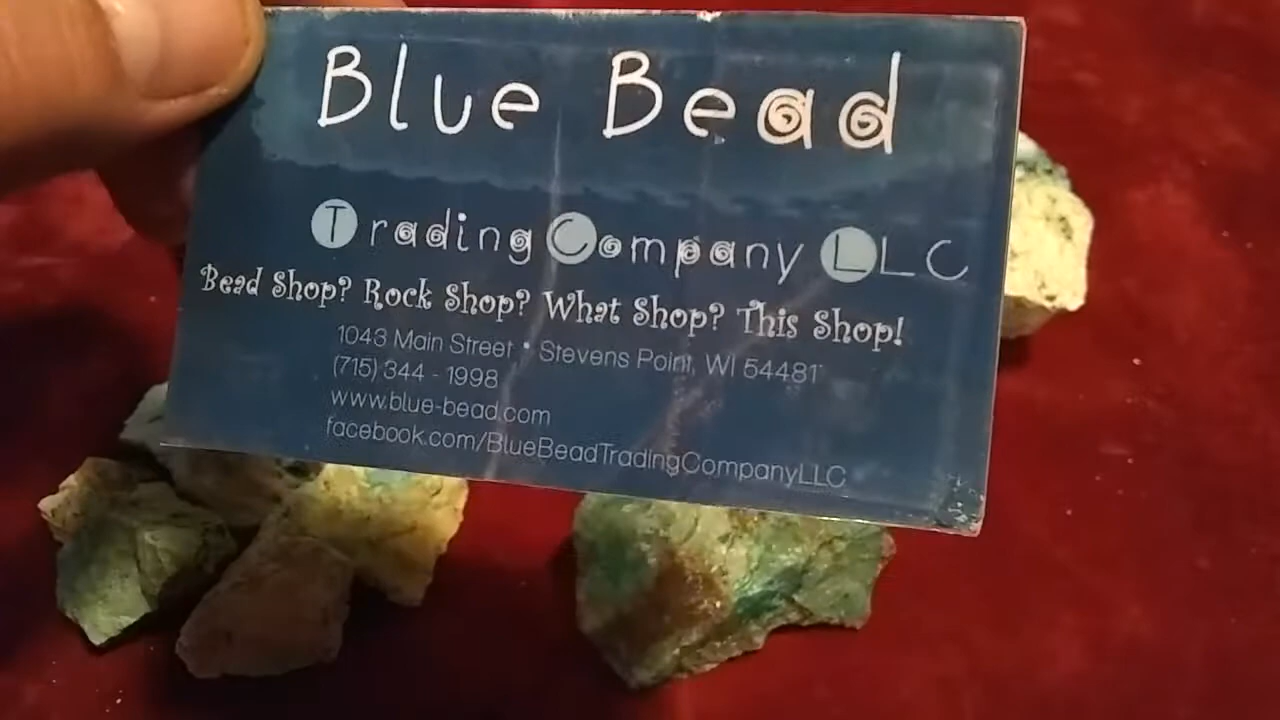 Blue Bead
Trading Company LLC
Bead Shop? Rock Shop? What Shop? This Shop!
1043 Main Street • Stevens Point, WI 54481
(715) 344 - 1998
www.blue-bead.com
facebook.com/BlueBeadTradingCompanyLLC